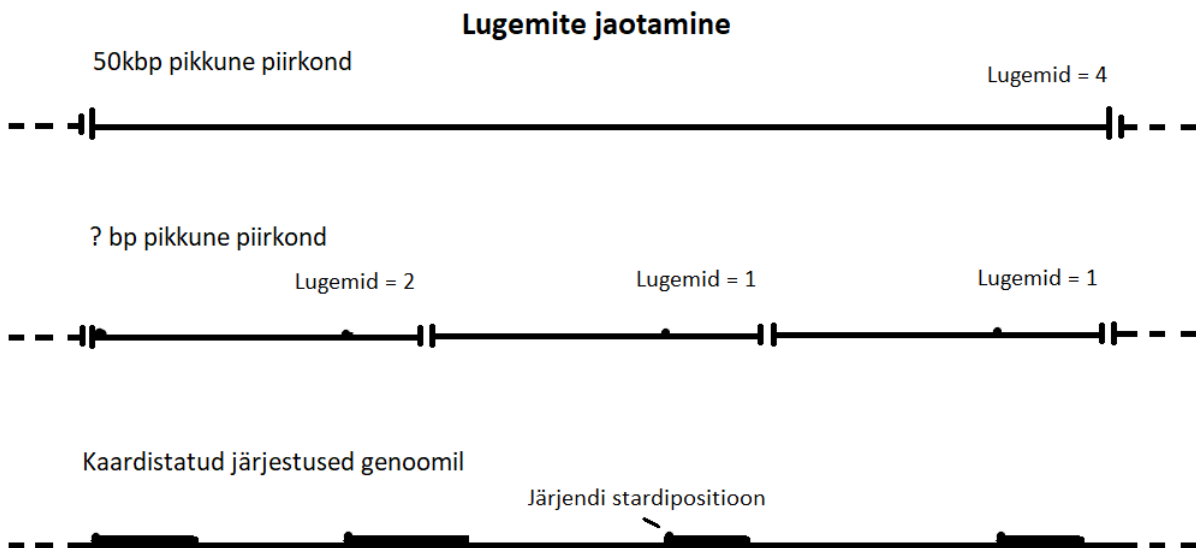 Lugemite jaotamine
50kbp pikkune piirkond
Lugemid = 4
? bp pikkune piirkond
Lugemid = 2
Lugemid = 1
Lugemid = 1
Kaardistatud järjestused genoomil
Järjendi stardipositioon